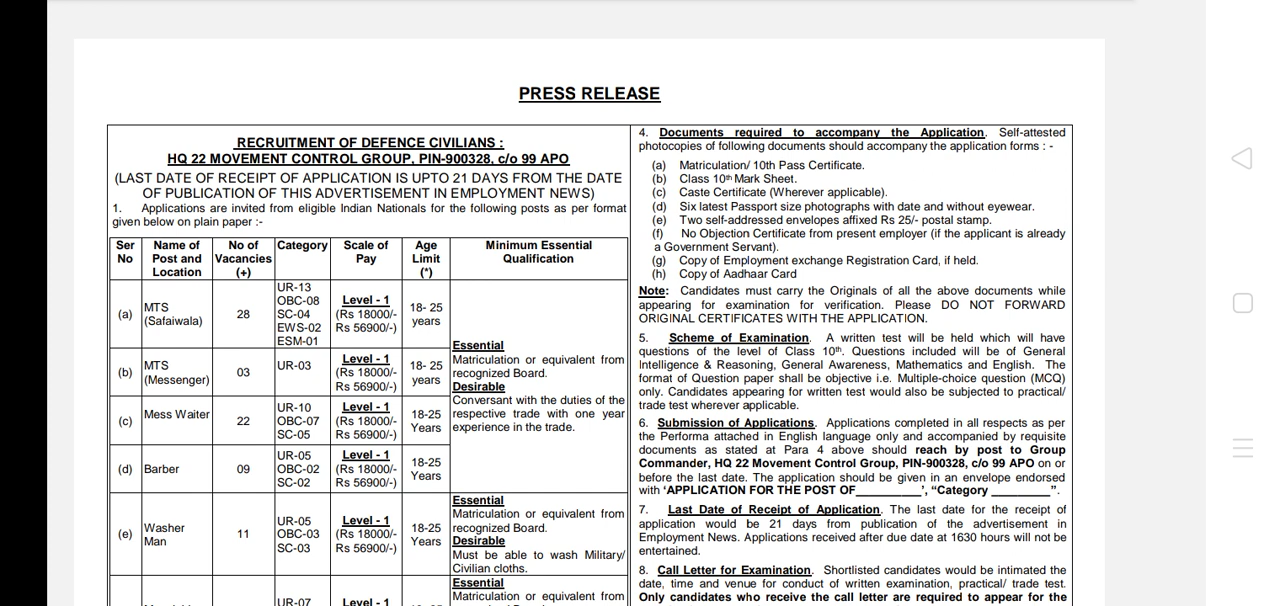 PRESS RELEASE
RECRUITMENT OF DEFENCE CIVILIANS :
HQ 22 MOVEMENT CONTROL GROUP, PIN-900328, c/o 99 APO
(LAST DATE OF RECEIPT OF APPLICATION IS UPTO 21 DAYS FROM THE DATE
OF PUBLICATION OF THIS ADVERTISEMENT IN EMPLOYMENT NEWS)
1. Applications are invited from eligible Indian Nationals for the following posts as per format
given below on plain paper :-
Ser No | Name of Post and Location | No of Vacancies (+) | Category | Scale of Pay | Age Limit (*) | Minimum Essential Qualification
(a) MTS (Safaiwala) 28 UR-13 OBC-08 SC-04 EWS-02 ESM-01 Level - 1 (Rs 18000/- Rs 56900/-) 18- 25 years
(b) MTS (Messenger) 03 UR-03 Level - 1 (Rs 18000/- Rs 56900/-) 18- 25 years
(c) Mess Waiter 22 UR-10 OBC-07 SC-05 Level - 1 (Rs 18000/- Rs 56900/-) 18-25 Years
(d) Barber 09 UR-05 OBC-02 SC-02 Level - 1 (Rs 18000/- Rs 56900/-) 18-25 Years
Essential
Matriculation or equivalent from
recognized Board.
Desirable
Conversant with the duties of the
respective trade with one year
experience in the trade.
(e) Washer Man 11 UR-05 OBC-03 SC-03 Level - 1 (Rs 18000/- Rs 56900/-) 18-25 Years
Essential
Matriculation or equivalent from
recognized Board.
Desirable
Must be able to wash Military/
Civilian cloths.
Essential
Matriculation or equivalent from
UR-07 Level - 1
4. Documents required to accompany the Application. Self-attested
photocopies of following documents should accompany the application forms : -
(a) Matriculation/ 10th Pass Certificate.
(b) Class 10th Mark Sheet.
(c) Caste Certificate (Wherever applicable).
(d) Six latest Passport size photographs with date and without eyewear.
(e) Two self-addressed envelopes affixed Rs 25/- postal stamp.
(f) No Objection Certificate from present employer (if the applicant is already
a Government Servant).
(g) Copy of Employment exchange Registration Card, if held.
(h) Copy of Aadhaar Card
Note: Candidates must carry the Originals of all the above documents while
appearing for examination for verification. Please DO NOT FORWARD
ORIGINAL CERTIFICATES WITH THE APPLICATION.
5. Scheme of Examination. A written test will be held which will have
questions of the level of Class 10th. Questions included will be of General
Intelligence & Reasoning, General Awareness, Mathematics and English. The
format of Question paper shall be objective i.e. Multiple-choice question (MCQ)
only. Candidates appearing for written test would also be subjected to practical/
trade test wherever applicable.
6. Submission of Applications. Applications completed in all respects as per
the Performa attached in English language only and accompanied by requisite
documents as stated at Para 4 above should reach by post to Group
Commander, HQ 22 Movement Control Group, PIN-900328, c/o 99 APO on or
before the last date. The application should be given in an envelope endorsed
with ‘APPLICATION FOR THE POST OF__________’, “Category _________”.
7. Last Date of Receipt of Application. The last date for the receipt of
application would be 21 days from publication of the advertisement in
Employment News. Applications received after due date at 1630 hours will not be
entertained.
8. Call Letter for Examination. Shortlisted candidates would be intimated the
date, time and venue for conduct of written examination, practical/ trade test.
Only candidates who receive the call letter are required to appear for the